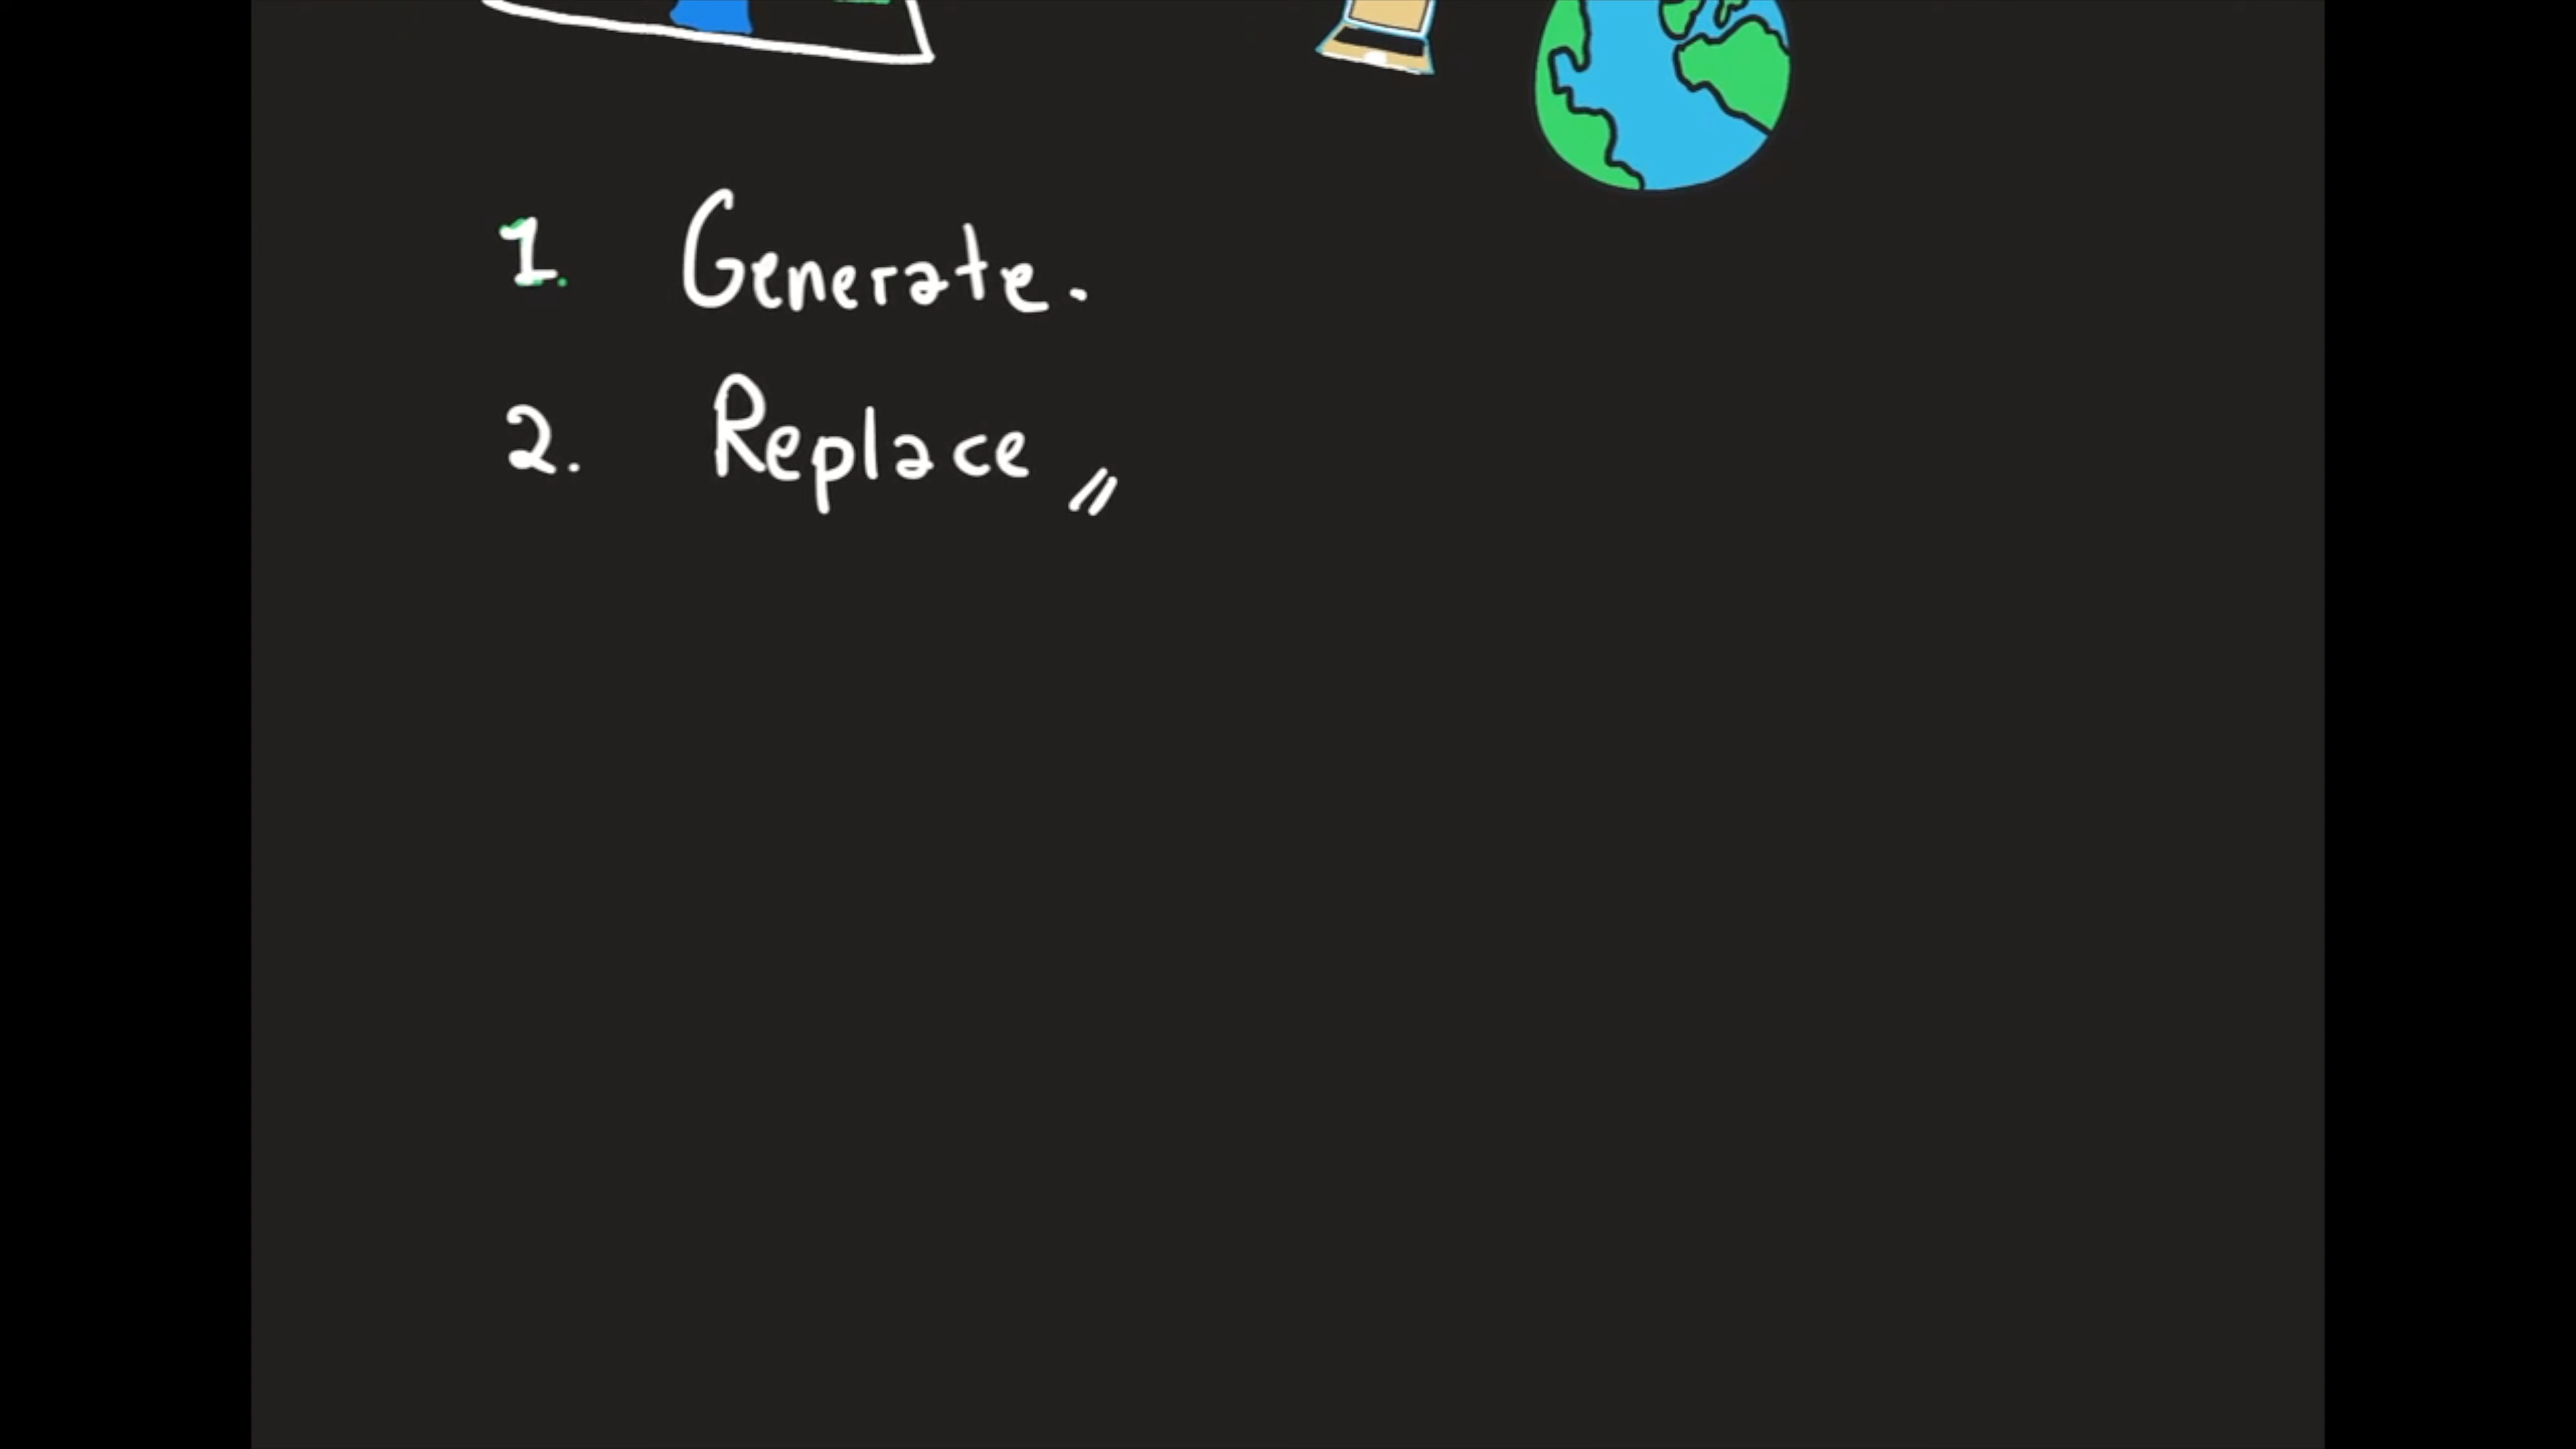 1. Generate.
2. Replace //